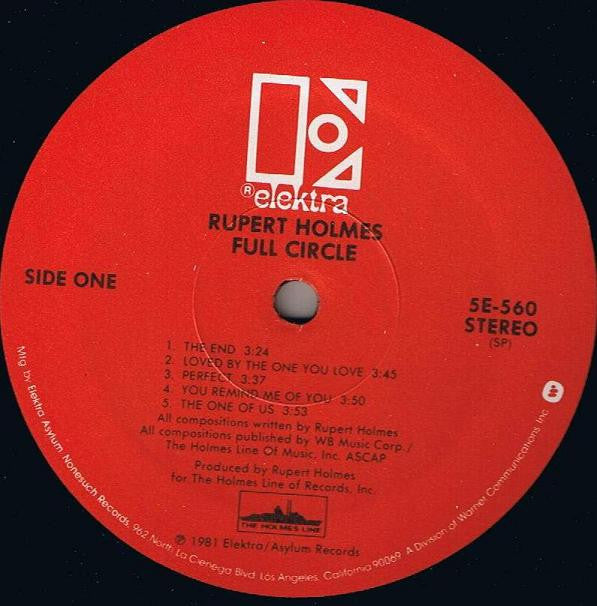 ® elektra
RUPERT HOLMES
FULL CIRCLE
SIDE ONE
5E-560
STEREO
(SP)
1. THE END 3:24
2. LOVED BY THE ONE YOU LOVE 3:45
3. PERFECT 3:37
4. YOU REMIND ME OF YOU 3:50
5. THE ONE OF US 3:53
All compositions written by Rupert Holmes
All compositions published by WB Music Corp./
The Holmes Line Of Music, Inc. ASCAP
Produced by Rupert Holmes
for The Holmes Line of Records, Inc.
THE HOLMES LINE
℗ 1981 Elektra/Asylum Records
Mfg by Elektra/Asylum/Nonesuch Records, 962 North La Cienega Blvd. Los Angeles, California 90069. A Division of Warner Communications Inc